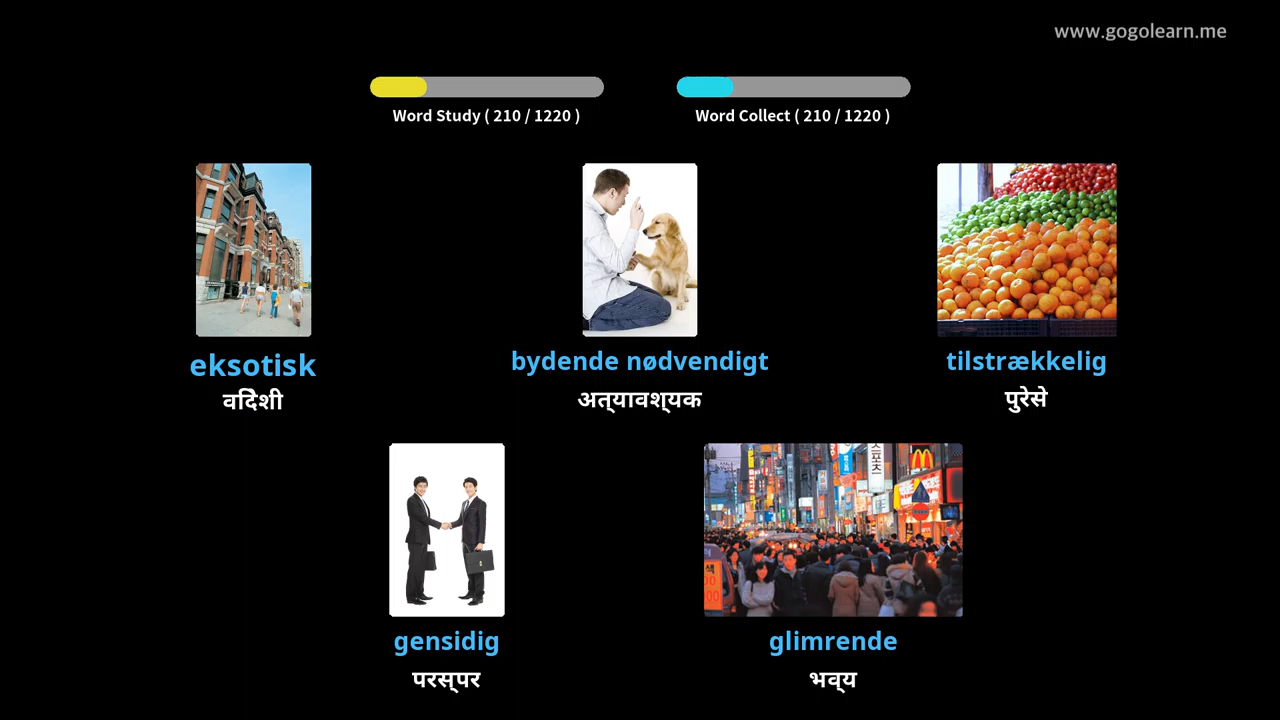 www.gogolearn.me
Word Study ( 210 / 1220 )
Word Collect ( 210 / 1220 )
eksotisk
bydende nødvendigt
tilstrækkelig
विदेशी
अत्यावश्यक
पुरेसे
gensidig
glimrende
परस्पर
भव्य